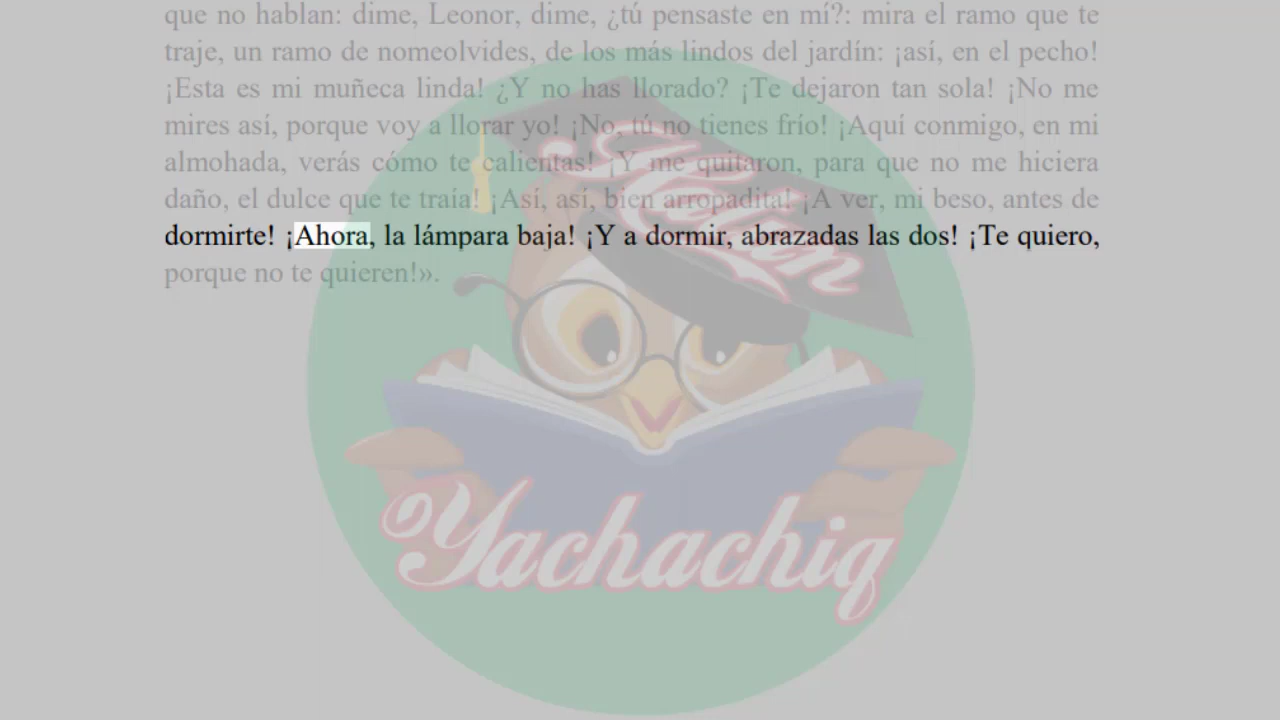 que no hablan: dime, Leonor, dime, ¿tú pensaste en mí?: mira el ramo que te
traje, un ramo de nomeolvides, de los más lindos del jardín: ¡así, en el pecho!
¡Esta es mi muñeca linda! ¿Y no has llorado? ¡Te dejaron tan sola! ¡No me
mires así, porque voy a llorar yo! ¡No, tú no tienes frío! ¡Aquí conmigo, en mi
almohada, verás cómo te calientas! ¡Y me quitaron, para que no me hiciera
daño, el dulce que te traía! ¡Así, así, bien arropadita! ¡A ver, mi beso, antes de
dormirte! ¡Ahora, la lámpara baja! ¡Y a dormir, abrazadas las dos! ¡Te quiero,
porque no te quieren!».
Yachachiq